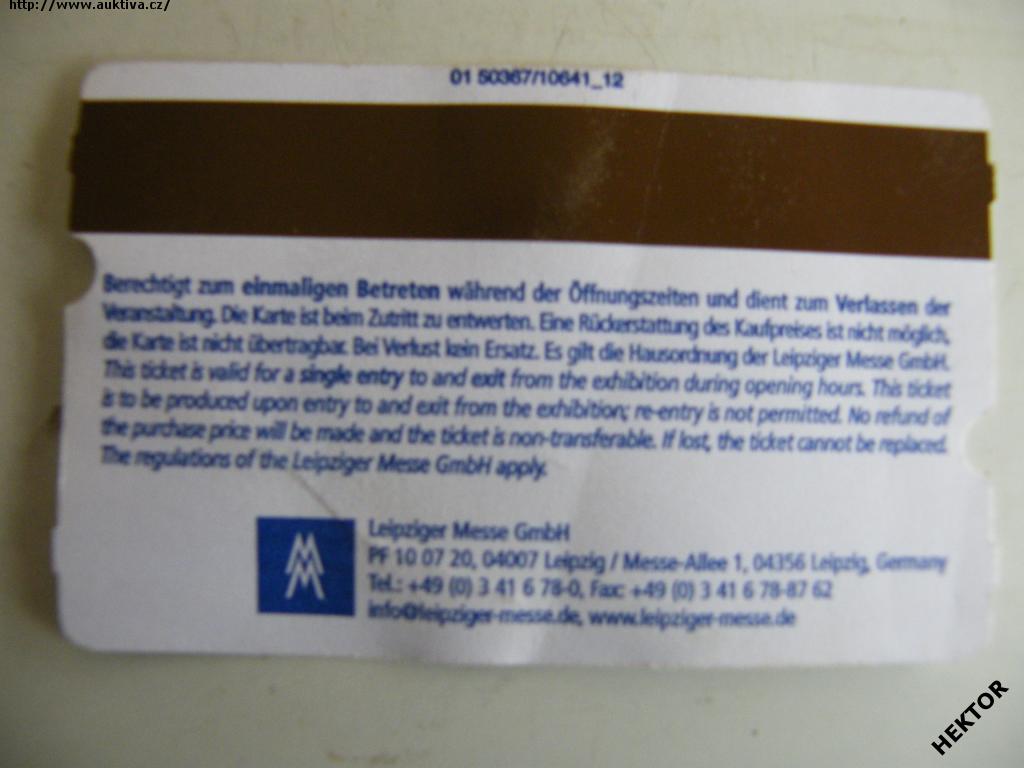 http://www.auktiva.cz/
01 50367/10641_12
Berechtigt zum einmaligen Betreten während der Öffnungszeiten und dient zum Verlassen der
Veranstaltung. Die Karte ist beim Zutritt zu entwerten. Eine Rückerstattung des Kaufpreises ist nicht möglich,
die Karte ist nicht übertragbar. Bei Verlust kein Ersatz. Es gilt die Hausordnung der Leipziger Messe GmbH.
This ticket is valid for a single entry to and exit from the exhibition during opening hours. This ticket
is to be produced upon entry to and exit from the exhibition; re-entry is not permitted. No refund of
the purchase price will be made and the ticket is non-transferable. If lost, the ticket cannot be replaced.
The regulations of the Leipziger Messe GmbH apply.
Leipziger Messe GmbH
PF 10 07 20, 04007 Leipzig / Messe-Allee 1, 04356 Leipzig, Germany
Tel.: +49 (0) 3 41 6 78-0, Fax: +49 (0) 3 41 6 78-87 62
info@leipziger-messe.de, www.leipziger-messe.de
HEKTOR